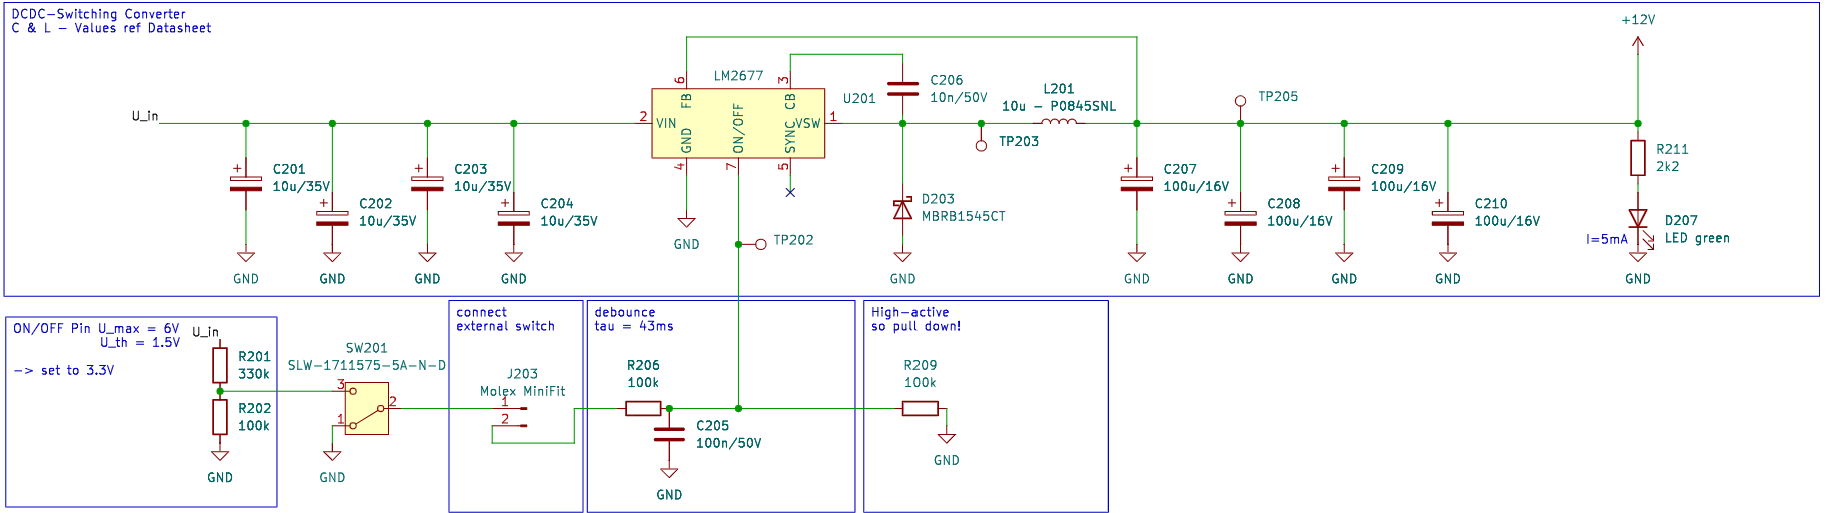 DCDC-Switching Converter
C & L - Values ref Datasheet
+12V
U_in
LM2677
U201
6
3
FB
CB
2
VIN
GND
ON/OFF
SYNC
VSW
1
4
7
5
C206
10n/50V
L201
10u - P0845SNL
TP205
TP203
C201
10u/35V
C202
10u/35V
C203
10u/35V
C204
10u/35V
D203
MBRB1545CT
C207
100u/16V
C208
100u/16V
C209
100u/16V
C210
100u/16V
R211
2k2
D207
LED green
I=5mA
TP202
GND
GND
GND
GND
GND
GND
GND
GND
GND
GND
GND
ON/OFF Pin U_max = 6V
U_th = 1.5V
-> set to 3.3V
U_in
R201
330k
R202
100k
GND
SW201
SLW-1711575-5A-N-D
3
2
1
GND
connect
external switch
J203
Molex MiniFit
1
2
debounce
tau = 43ms
R206
100k
C205
100n/50V
GND
High-active
so pull down!
R209
100k
GND